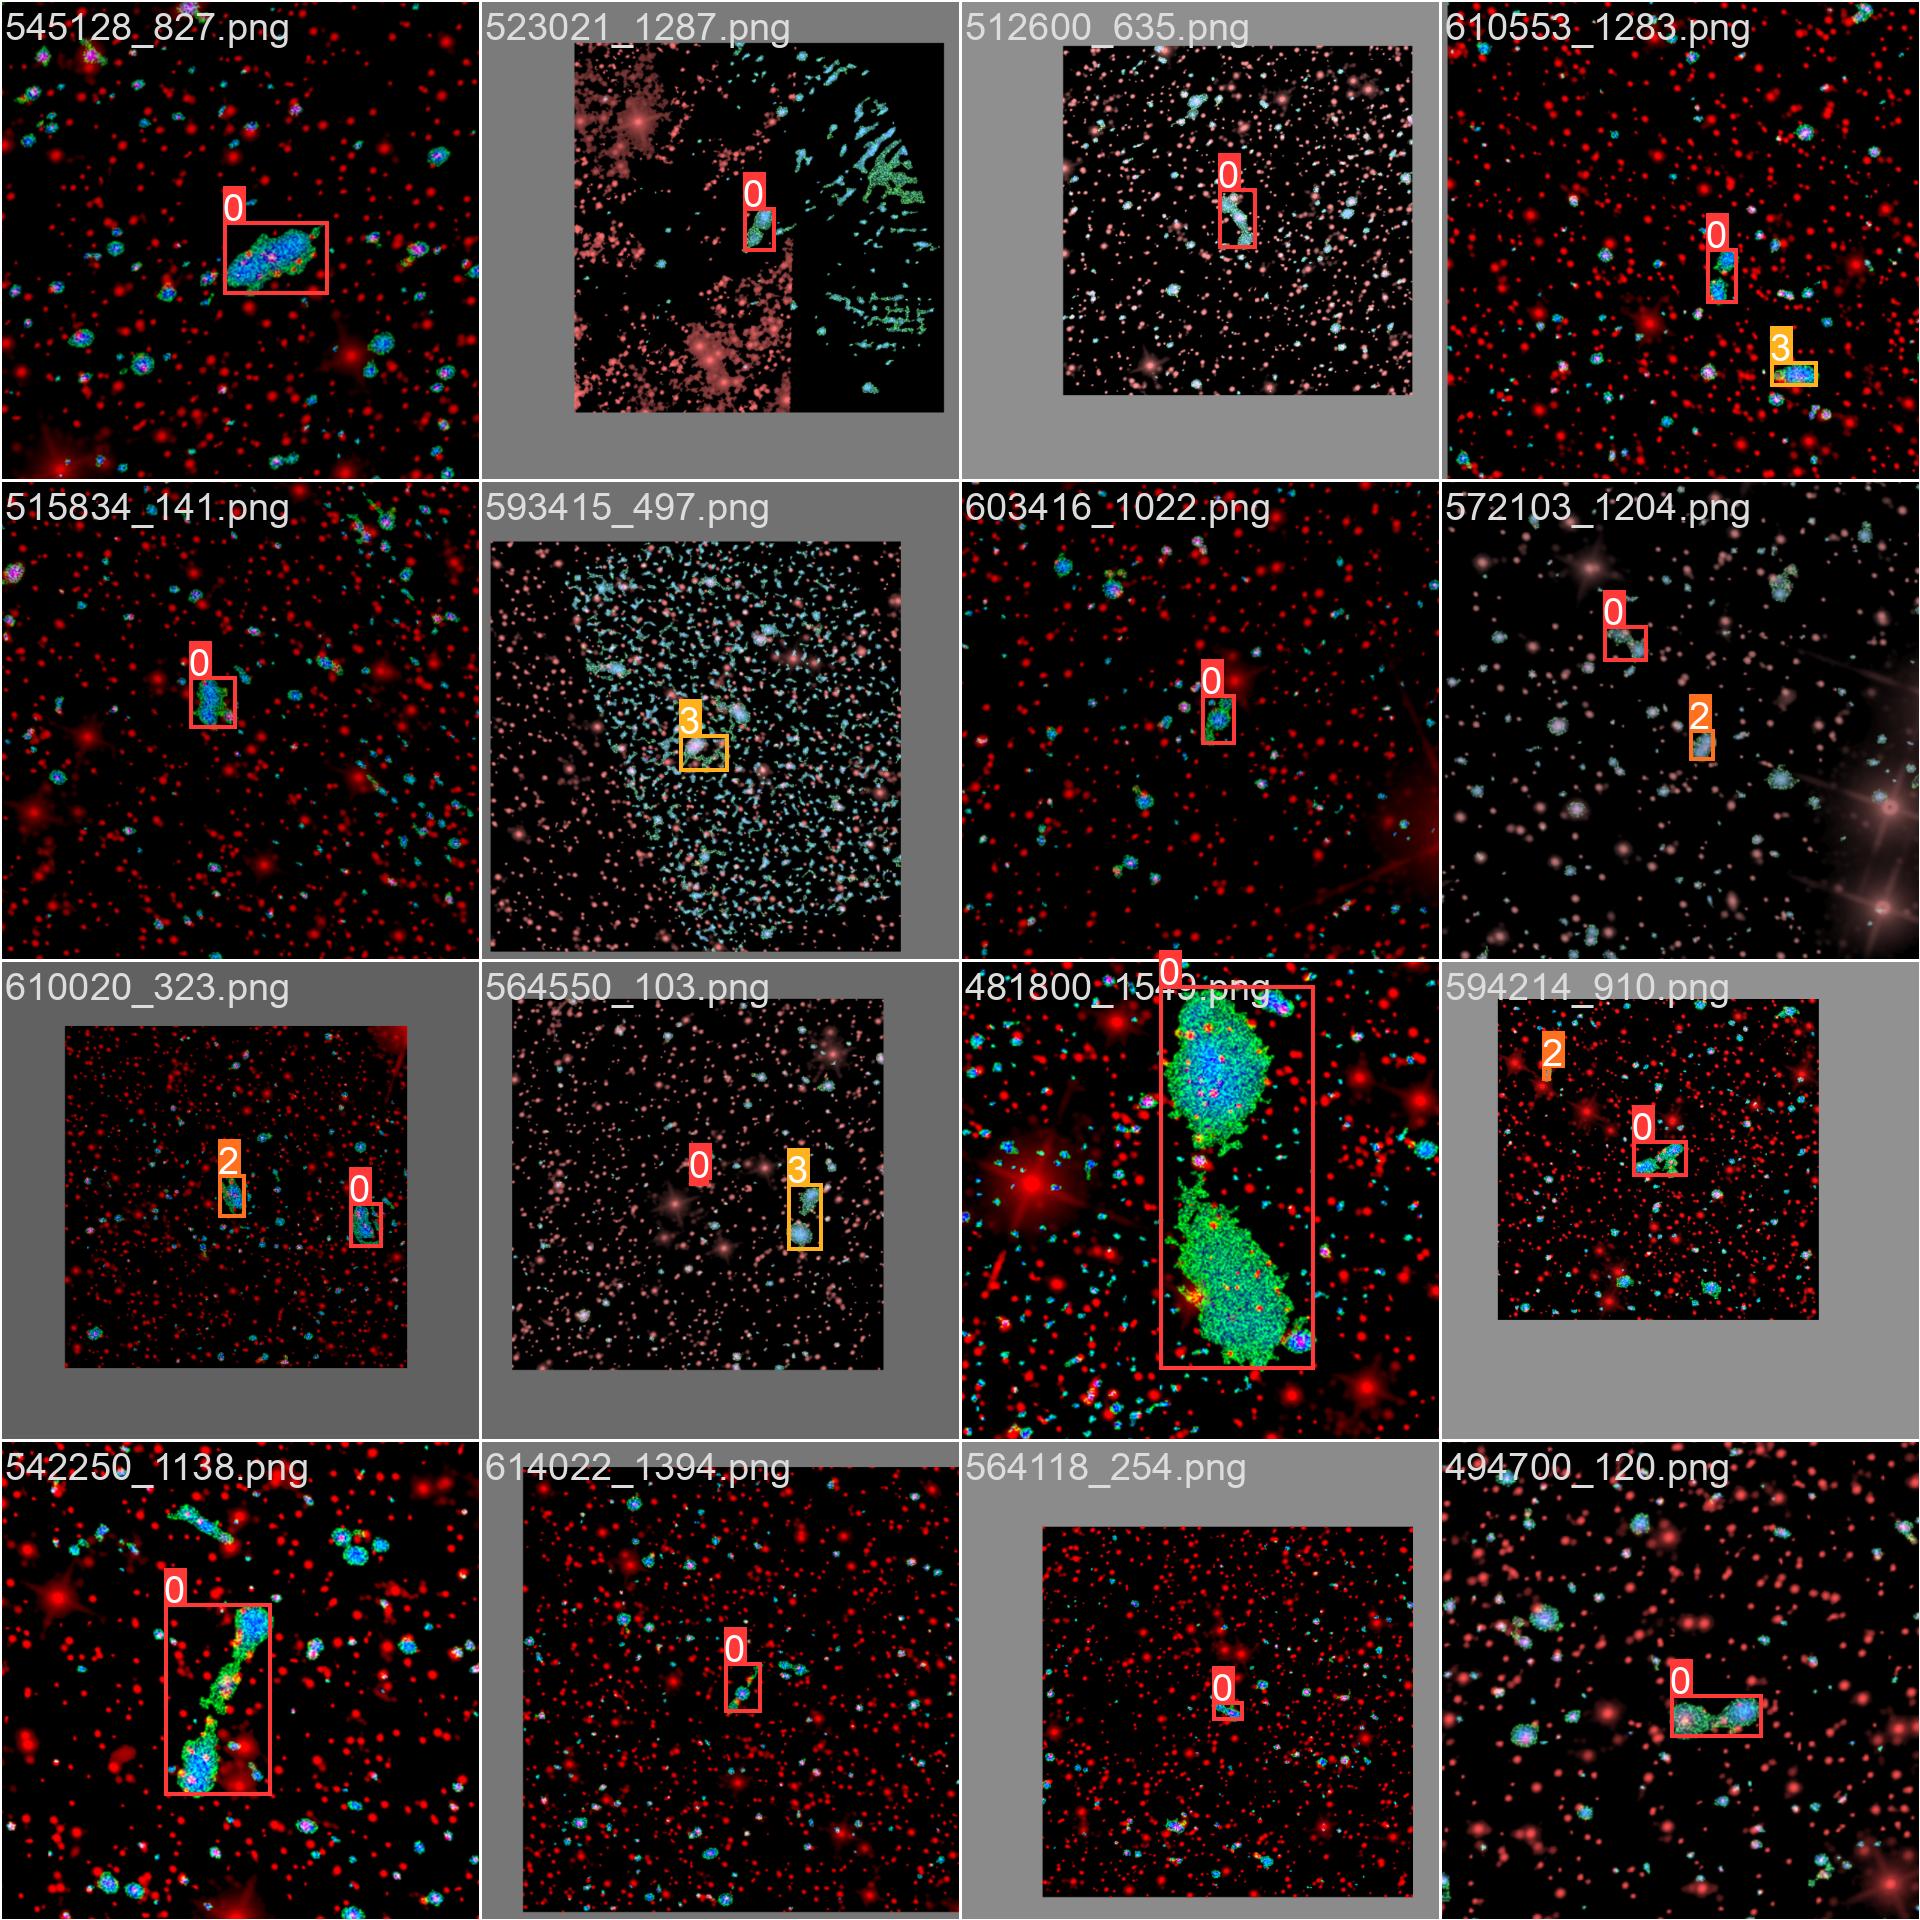 545128_827.png
523021_1287.png
512600_635.png
610553_1283.png
0
0
0
0
3
515834_141.png
593415_497.png
603416_1022.png
572103_1204.png
0
3
0
0
2
610020_323.png
564550_103.png
481800_1549.png
594214_910.png
2
0
0
3
0
2
0
542250_1138.png
614022_1394.png
564118_254.png
494700_120.png
0
0
0
0